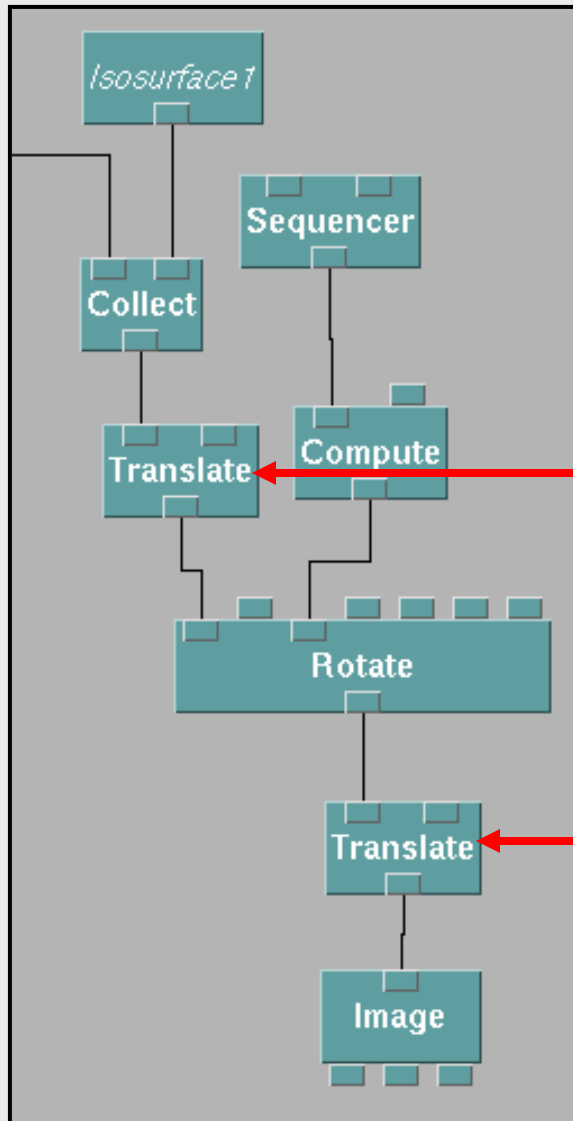 Isosurface1
Sequencer
Collect
Compute
Translate
Rotate
Translate
Image